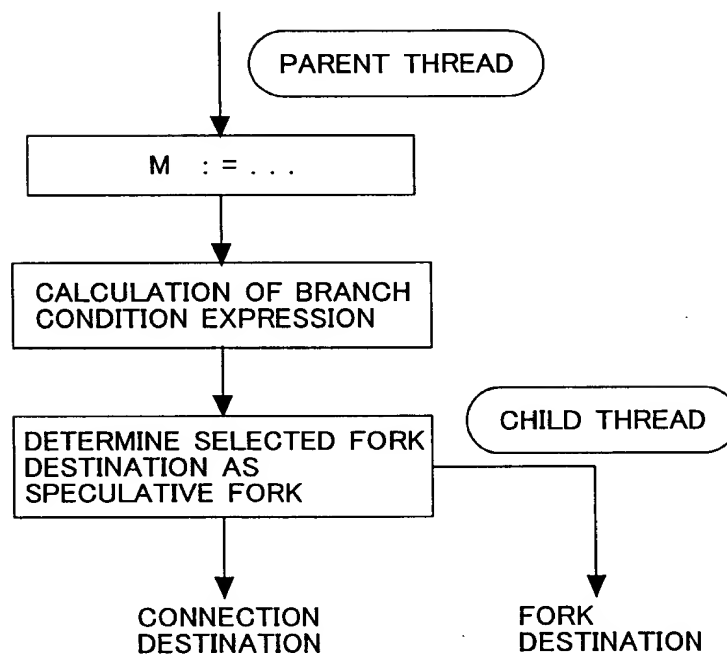 PARENT THREAD
M : = . . .
CALCULATION OF BRANCH
CONDITION EXPRESSION
CHILD THREAD
DETERMINE SELECTED FORK
DESTINATION AS
SPECULATIVE FORK
CONNECTION
DESTINATION
FORK
DESTINATION